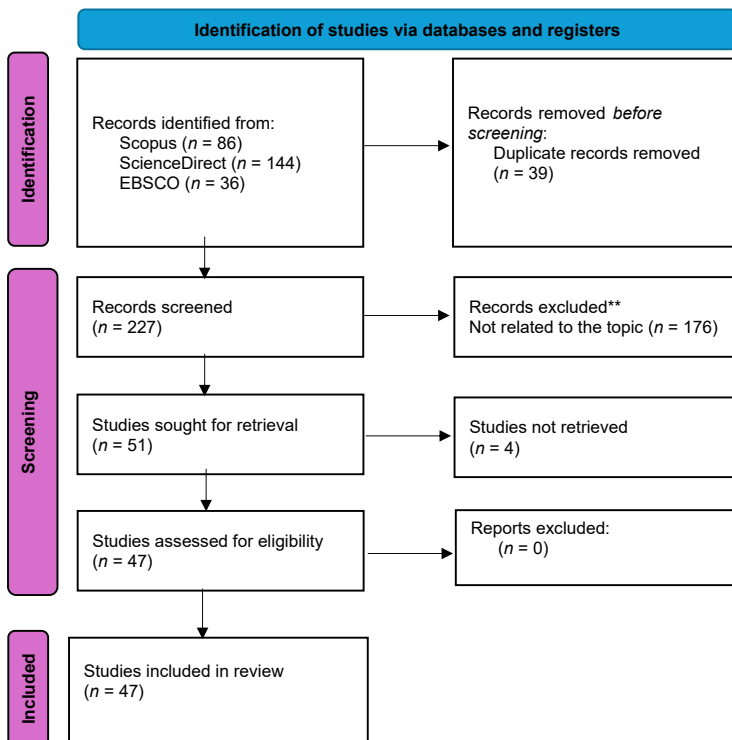 Identification of studies via databases and registers
Identification
Records identified from:
Scopus (n = 86)
ScienceDirect (n = 144)
EBSCO (n = 36)
Records removed before
screening:
Duplicate records removed
(n = 39)
Screening
Records screened
(n = 227)
Records excluded**
Not related to the topic (n = 176)
Studies sought for retrieval
(n = 51)
Studies not retrieved
(n = 4)
Studies assessed for eligibility
(n = 47)
Reports excluded:
(n = 0)
Included
Studies included in review
(n = 47)